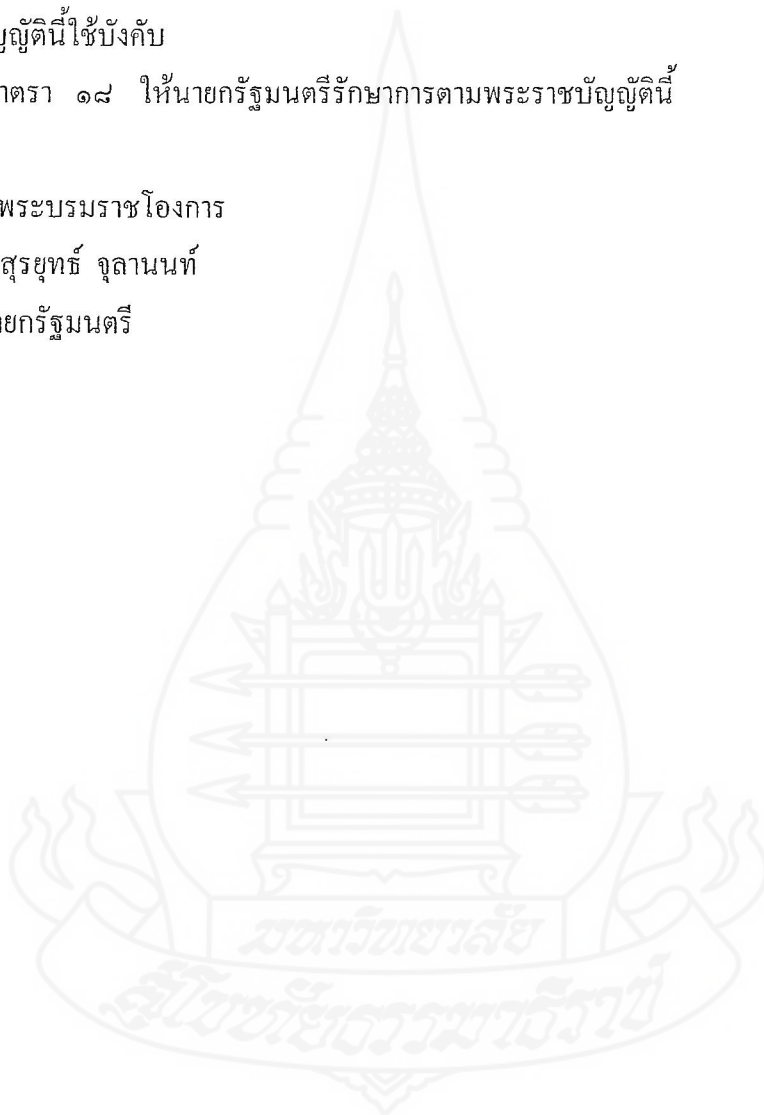 ญญัตินี้ใช้บังคับ
าตรา ๑๘ ให้นายกรัฐมนตรีรักษาการตามพระราชบัญญัตินี้
พระบรมราชโองการ
สุรยุทธ์ จุลานนท์
ายกรัฐมนตรี
มหาวิทยาลัย
สุโขทัยธรรมาธิราช